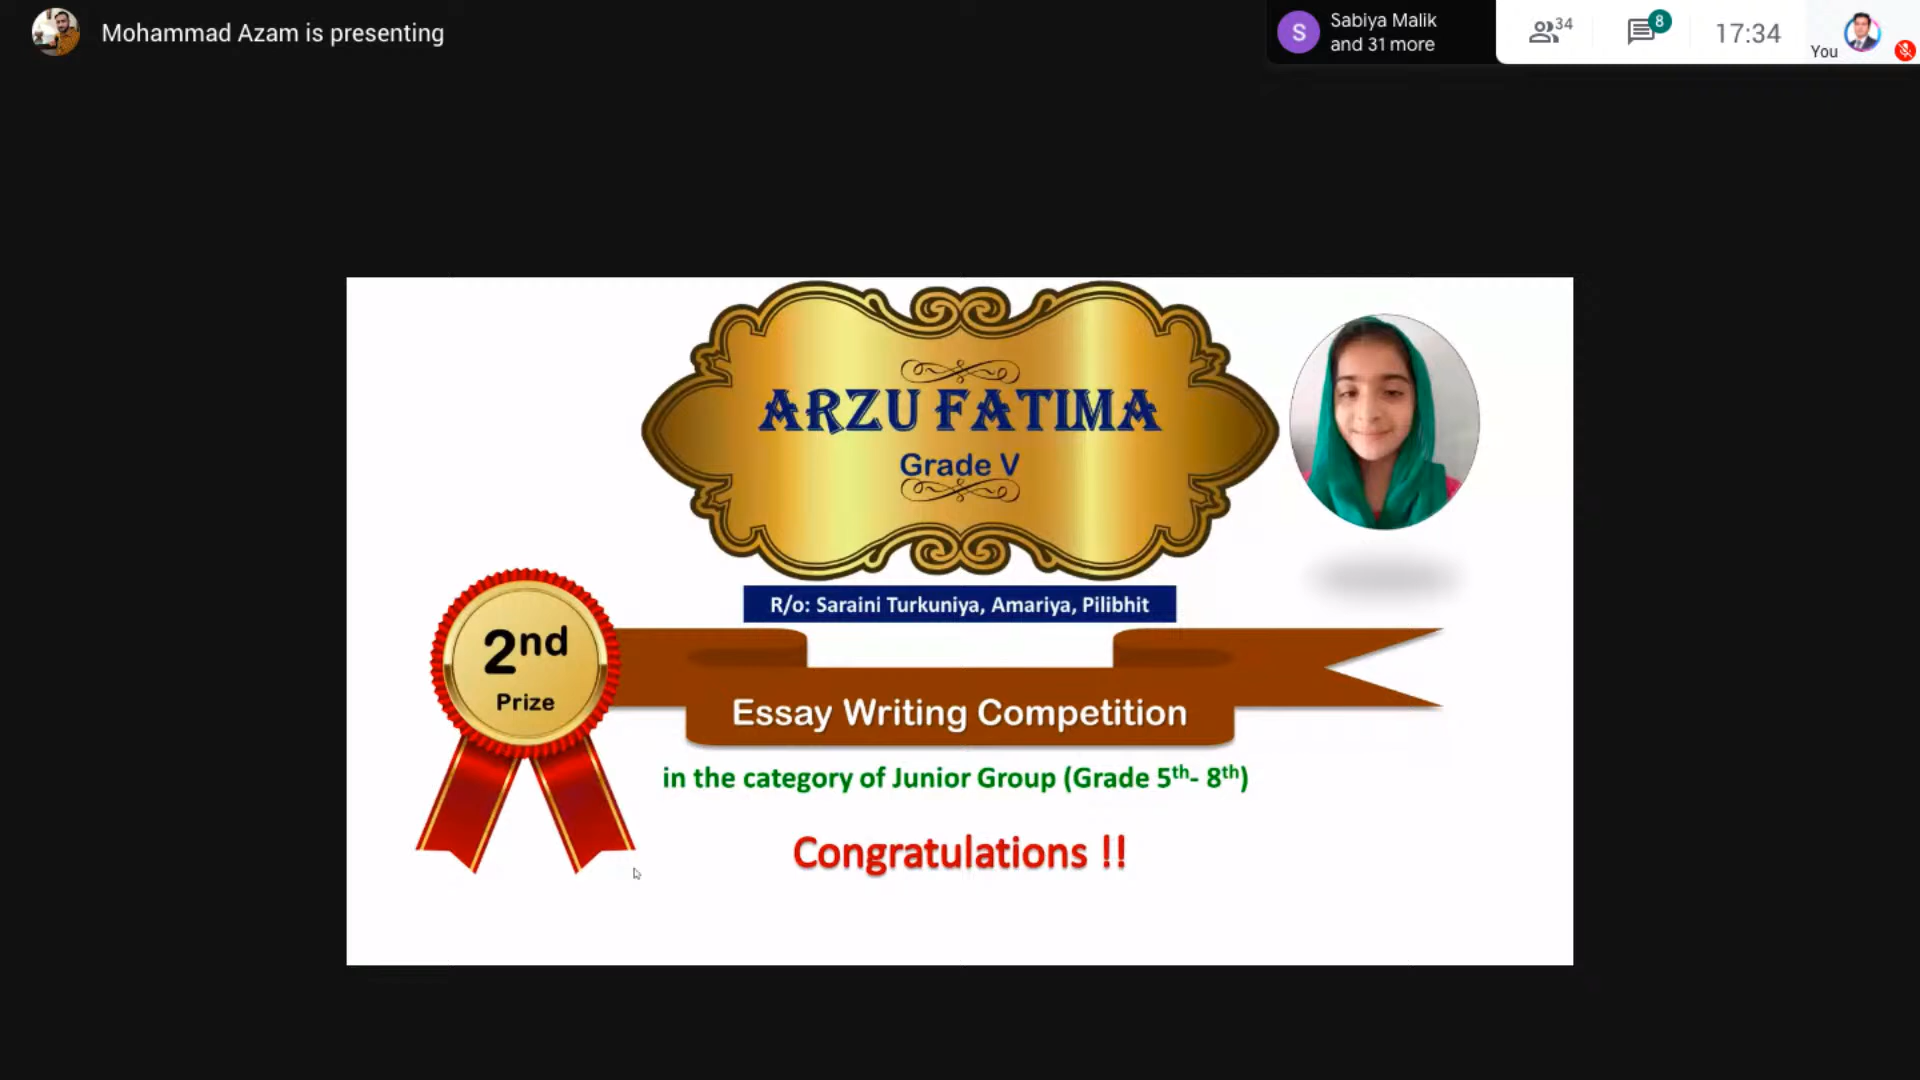 Mohammad Azam is presenting
S
Sabiya Malik
and 31 more
34
8
17:34
You
ARZU FATIMA
Grade V
R/o: Saraini Turkuniya, Amariya, Pilibhit
2nd
Prize
Essay Writing Competition
in the category of Junior Group (Grade 5th- 8th)
Congratulations !!